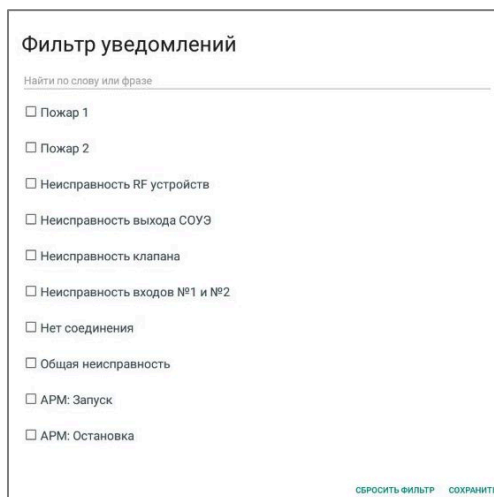 Фильтр уведомлений
Найти по слову или фразе
Пожар 1
Пожар 2
Неисправность RF устройств
Неисправность выхода СОУЭ
Неисправность клапана
Неисправность входов №1 и №2
Нет соединения
Общая неисправность
АРМ: Запуск
АРМ: Остановка
СБРОСИТЬ ФИЛЬТР СОХРАНИТЬ